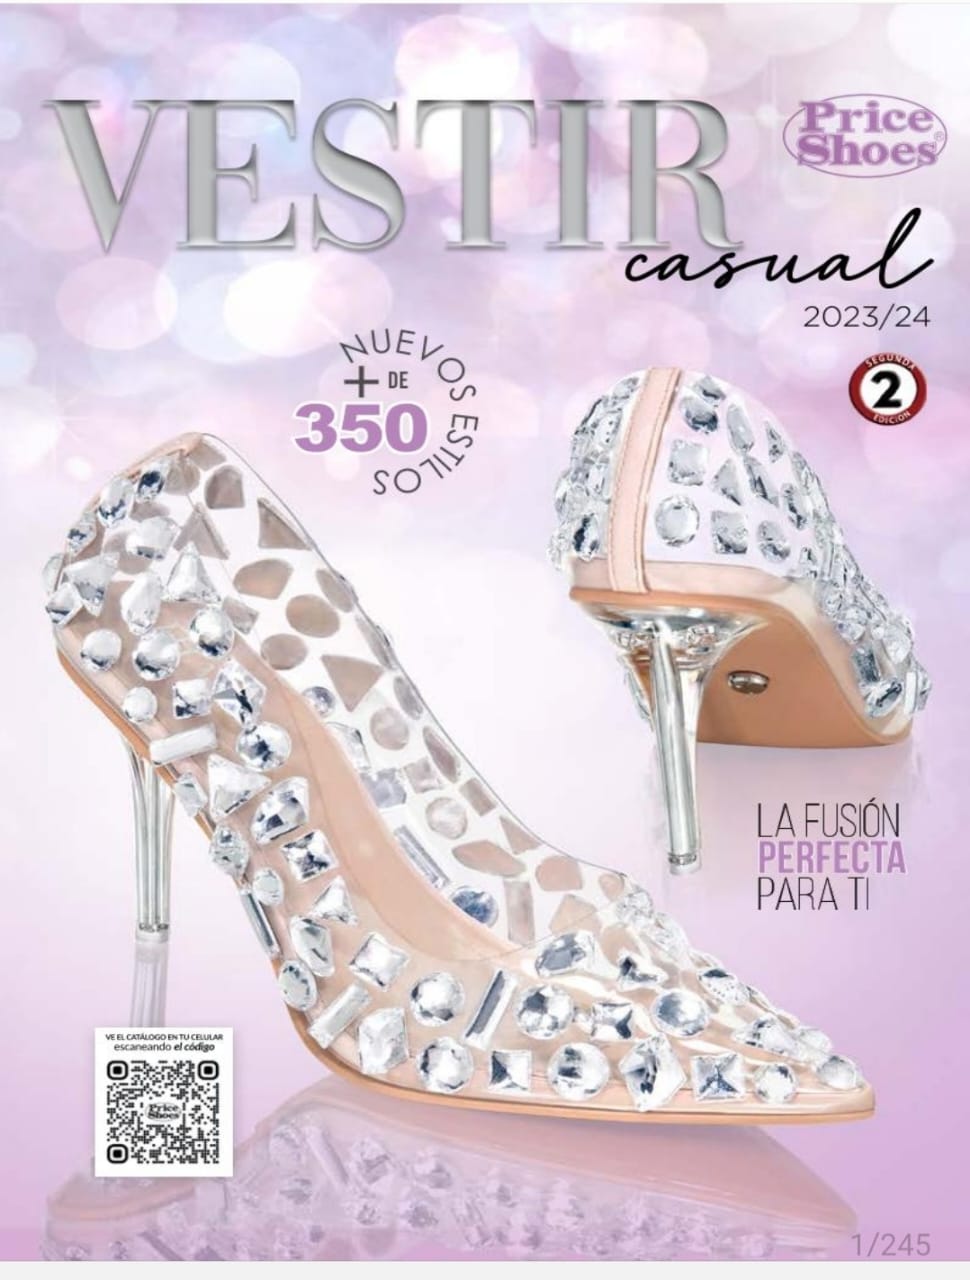 VESTIR
Price
Shoes®
casual
2023/24
NUEVOS ESTILOS
+ DE
350
SEGUNDA
2
EDICIÓN
LA FUSIÓN
PERFECTA
PARA TI
VE EL CATÁLOGO EN TU CELULAR
escaneando el código
Price
Shoes
1/245